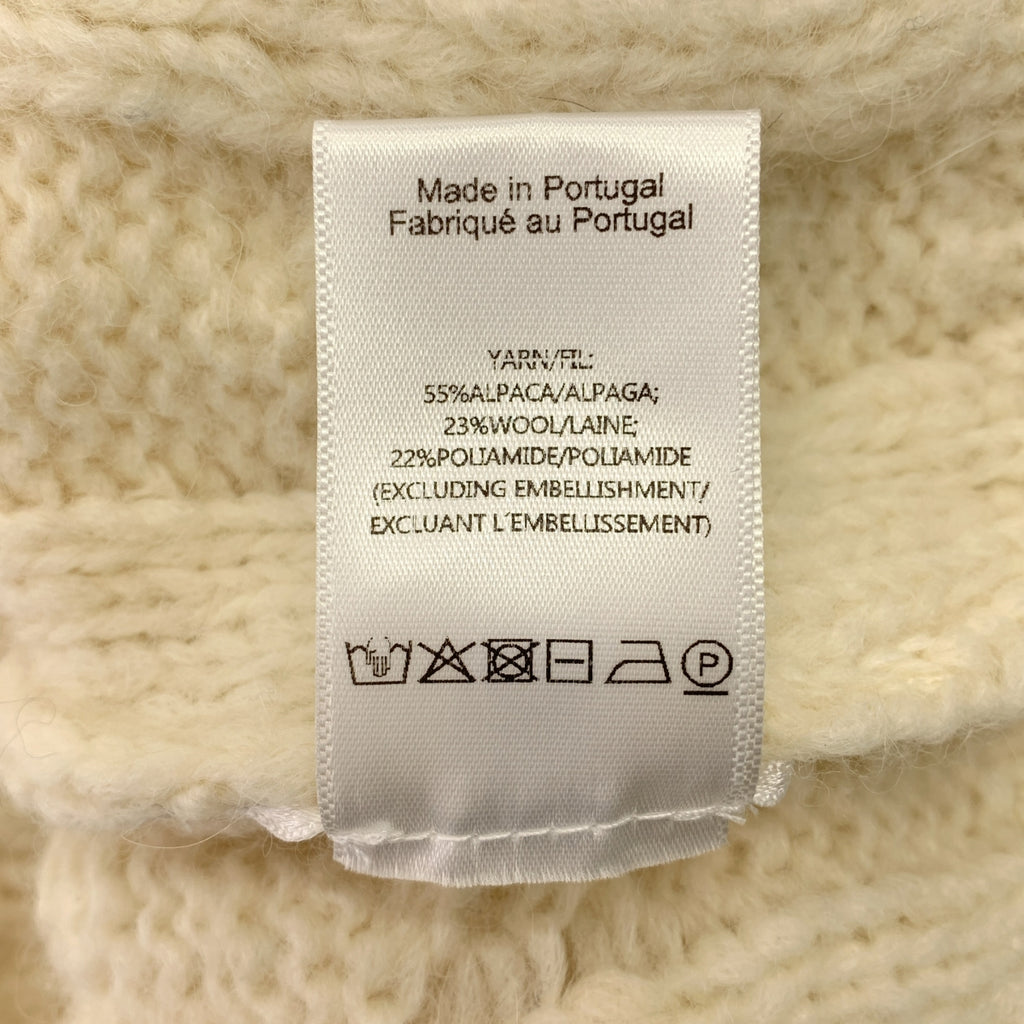 Made in Portugal
Fabriqué au Portugal
YARN/FIL:
55%ALPACA/ALPAGA;
23%WOOL/LAINE;
22%POLIAMIDE/POLIAMIDE
(EXCLUDING EMBELLISHMENT/
EXCLUANT L´EMBELLISSEMENT)
P